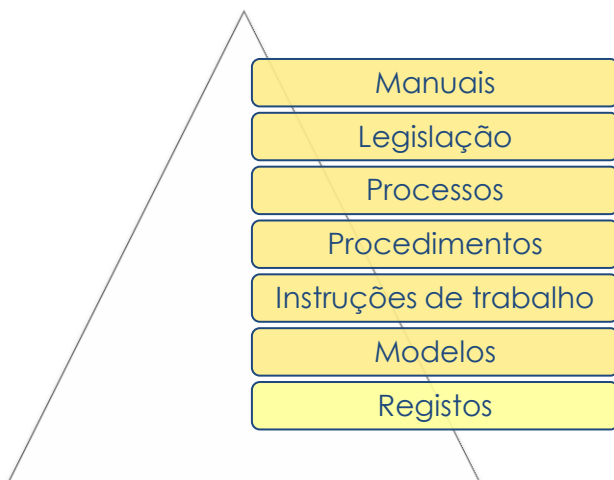 Manuais
Legislação
Processos
Procedimentos
Instruções de trabalho
Modelos
Registos